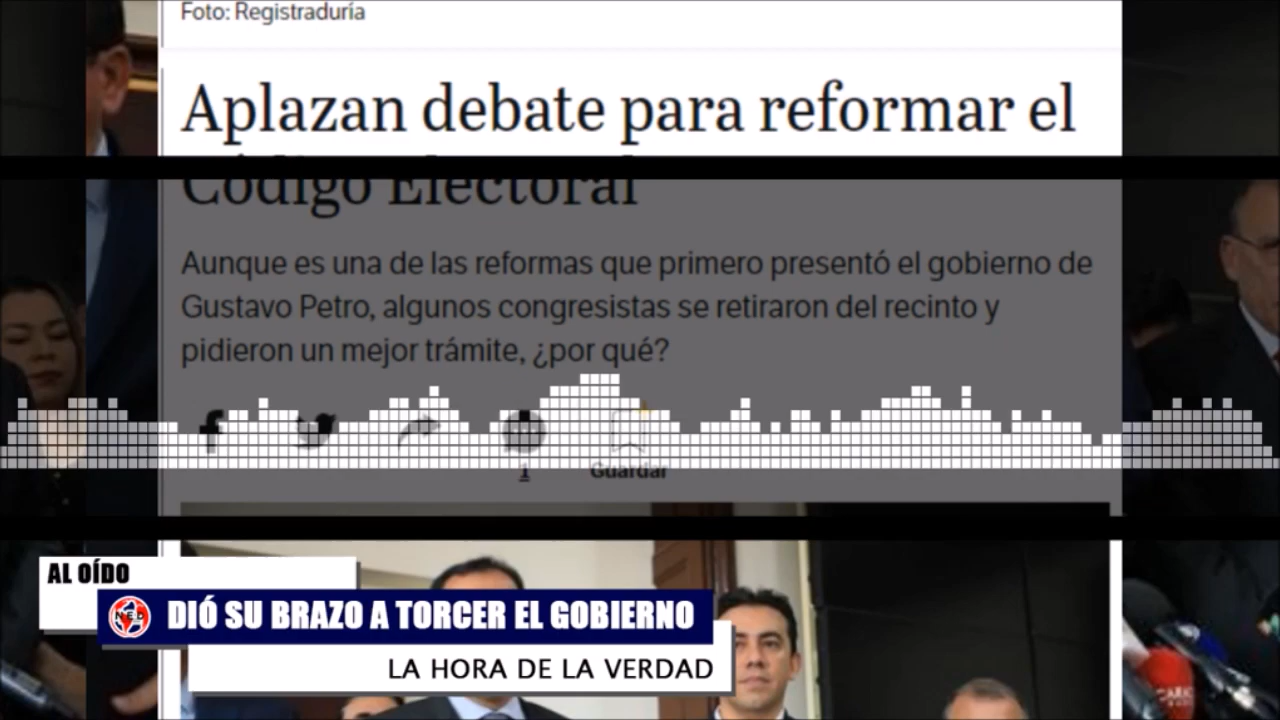 Foto: Registraduría
Aplazan debate para reformar el
Código Electoral
Aunque es una de las reformas que primero presentó el gobierno de
Gustavo Petro, algunos congresistas se retiraron del recinto y
pidieron un mejor trámite, ¿por qué?
1
Guardar
AL OÍDO
DIÓ SU BRAZO A TORCER EL GOBIERNO
LA HORA DE LA VERDAD